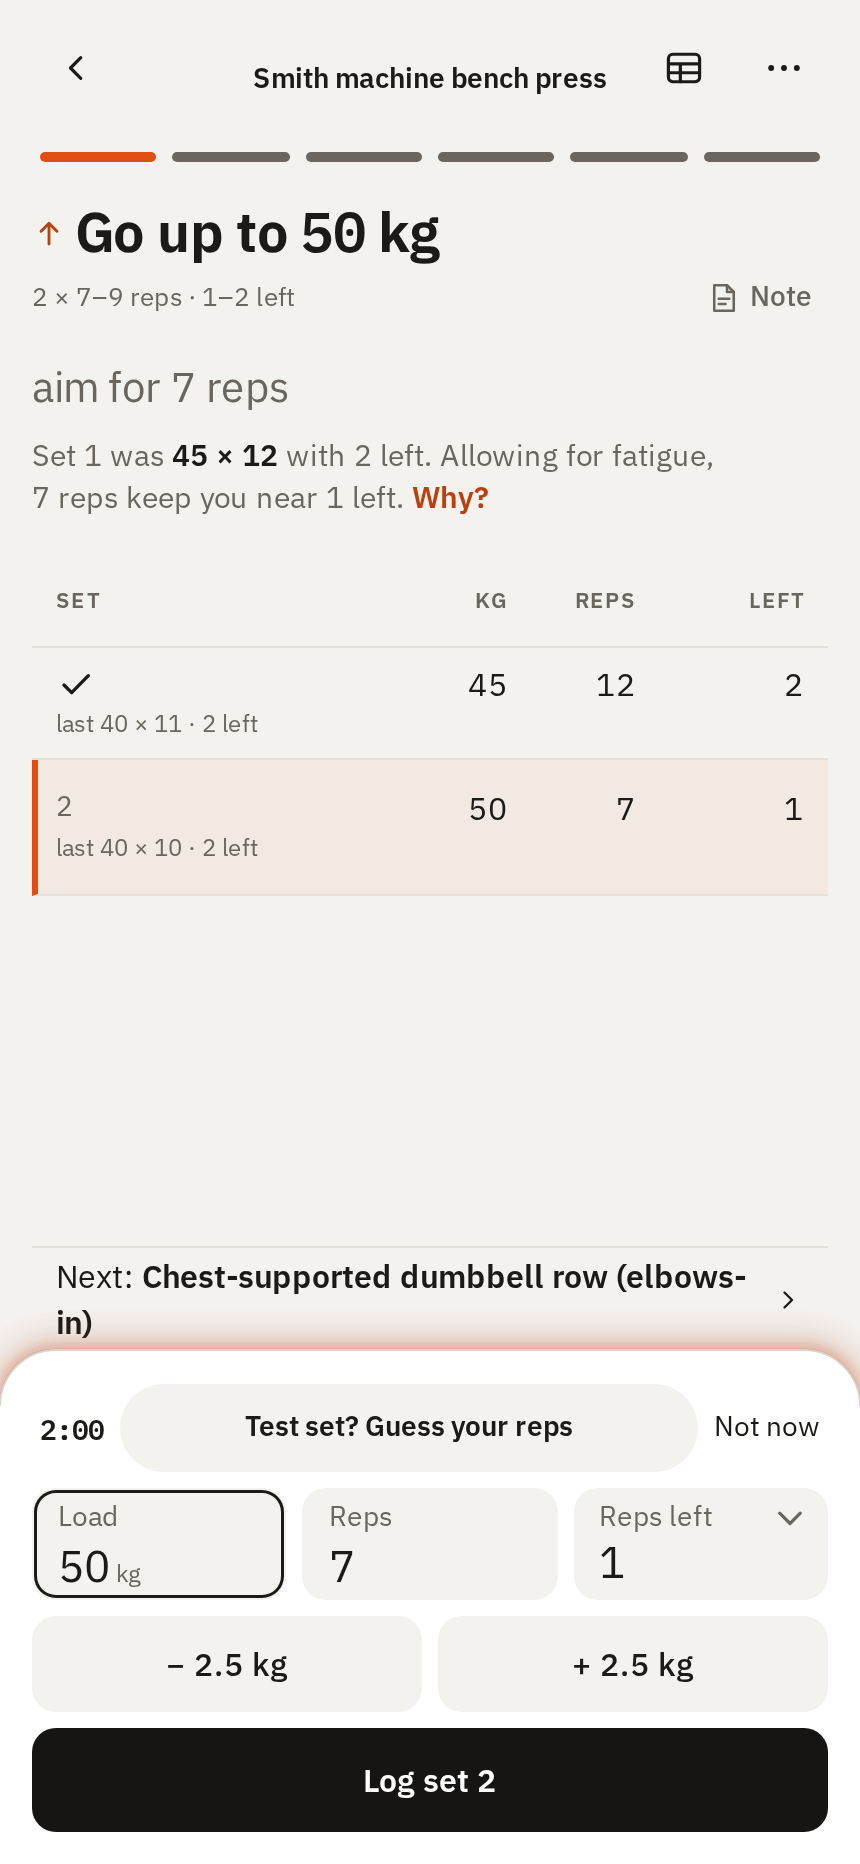 Smith machine bench press
↑ Go up to 50 kg
2 × 7–9 reps · 1–2 left
Note
aim for 7 reps
Set 1 was 45 × 12 with 2 left. Allowing for fatigue,
7 reps keep you near 1 left. Why?
SET KG REPS LEFT
✓ 45 12 2
last 40 × 11 · 2 left
2 50 7 1
last 40 × 10 · 2 left
Next: Chest-supported dumbbell row (elbows-
in)
2:00 Test set? Guess your reps Not now
Load Reps Reps left
50 kg 7 1
− 2.5 kg + 2.5 kg
Log set 2